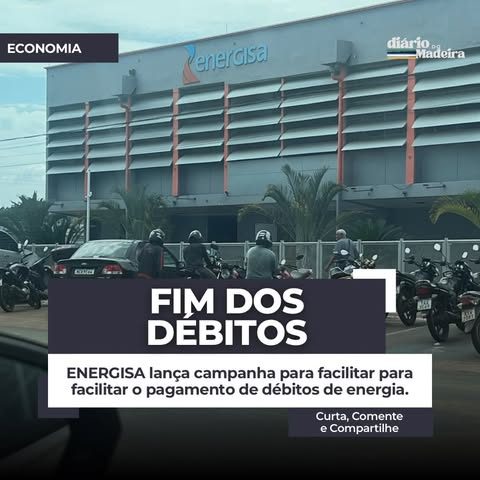 ECONOMIA
diário
da
Madeira
energisa
FIM DOS
DÉBITOS
ENERGISA lança campanha para facilitar para
facilitar o pagamento de débitos de energia.
Curta, Comente
e Compartilhe